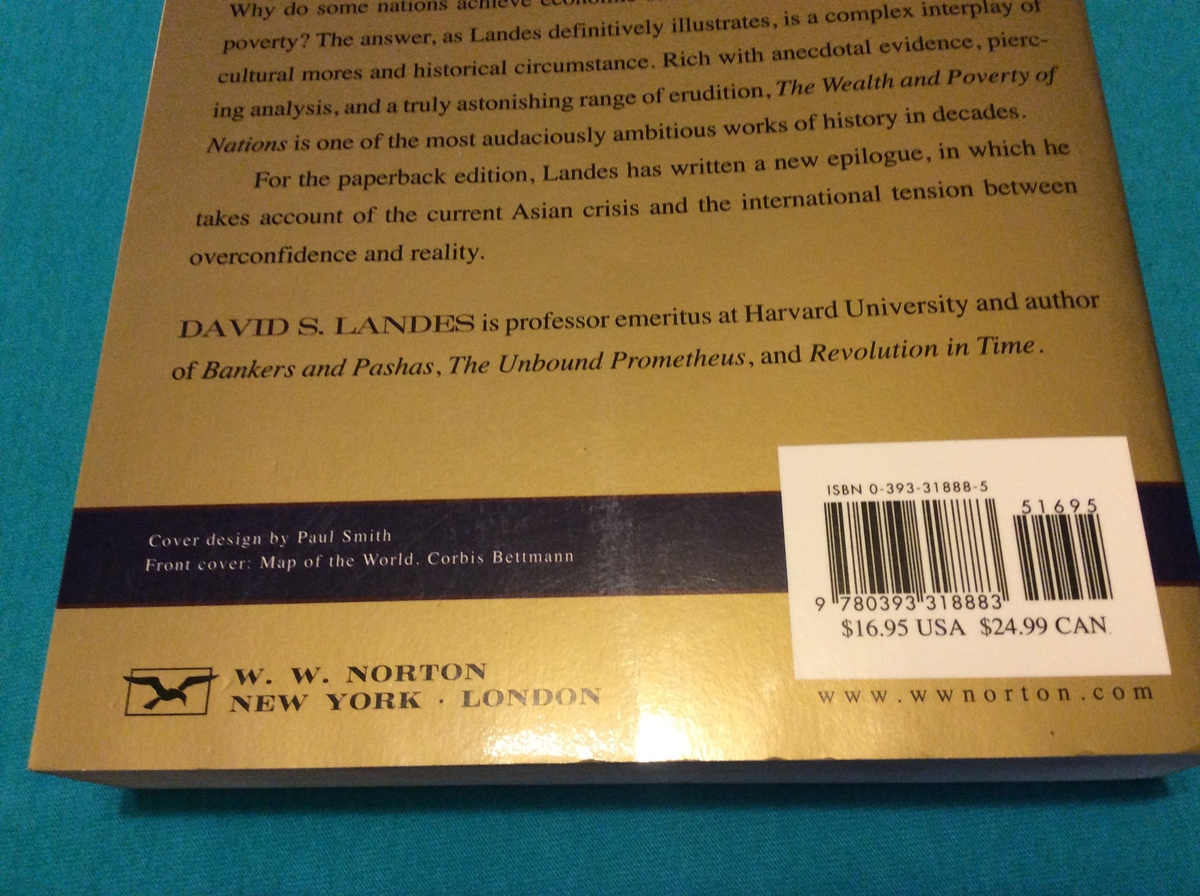 Why do some nations achieve economic
poverty? The answer, as Landes definitively illustrates, is a complex interplay of
cultural mores and historical circumstance. Rich with anecdotal evidence, pierc-
ing analysis, and a truly astonishing range of erudition, The Wealth and Poverty of
Nations is one of the most audaciously ambitious works of history in decades.
For the paperback edition, Landes has written a new epilogue, in which he
takes account of the current Asian crisis and the international tension between
overconfidence and reality.
DAVID S. LANDES is professor emeritus at Harvard University and author
of Bankers and Pashas, The Unbound Prometheus, and Revolution in Time.
ISBN 0-393-31888-5
51695
9 780393 318883
$16.95 USA $24.99 CAN.
Cover design by Paul Smith
Front cover: Map of the World. Corbis Bettmann
W. W. NORTON
NEW YORK · LONDON
www.wwnorton.com